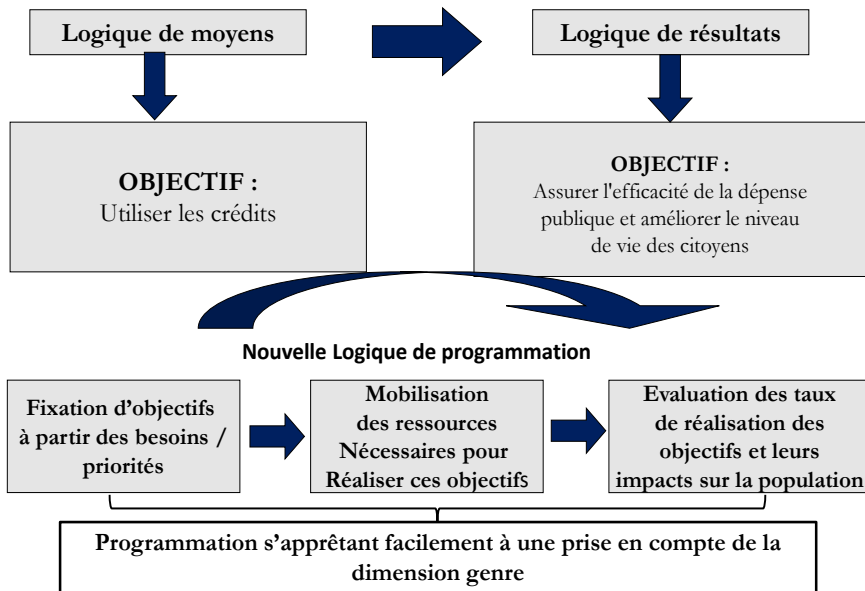 Logique de moyens
Logique de résultats
OBJECTIF :
Utiliser les crédits
OBJECTIF :
Assurer l'efficacité de la dépense
publique et améliorer le niveau
de vie des citoyens
Nouvelle Logique de programmation
Fixation d’objectifs
à partir des besoins /
priorités
Mobilisation
des ressources
Nécessaires pour
Réaliser ces objectifs
Evaluation des taux
de réalisation des
objectifs et leurs
impacts sur la population
Programmation s’apprêtant facilement à une prise en compte de la
dimension genre